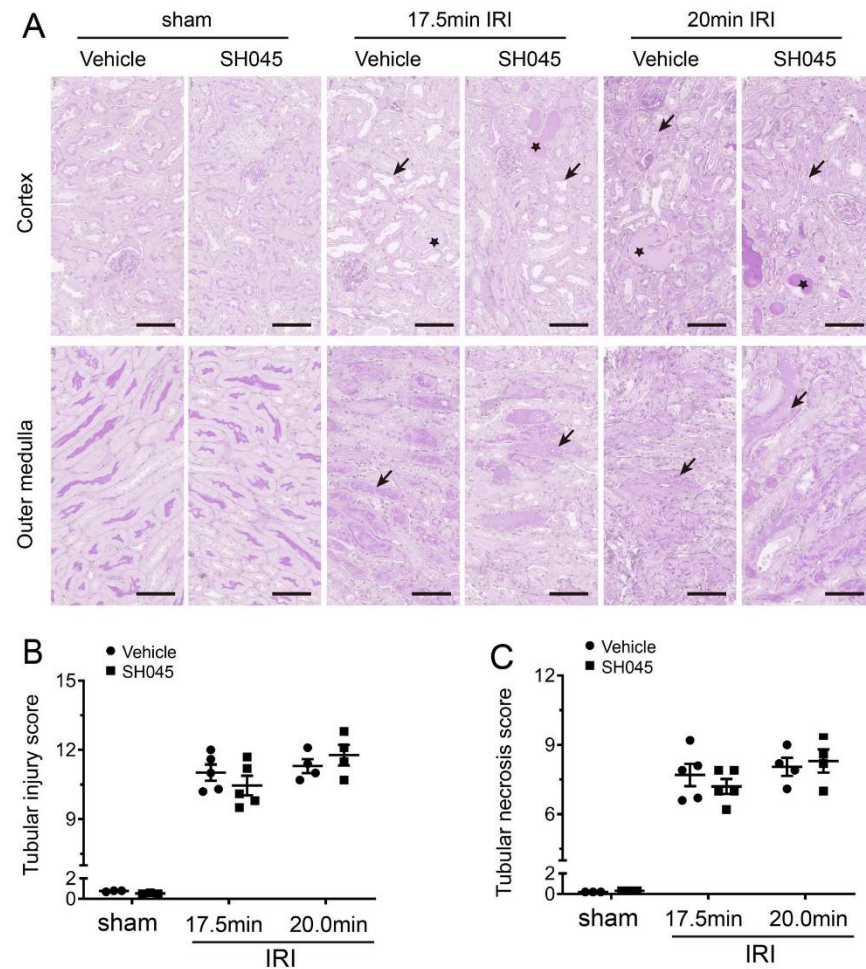 A
sham
17.5min IRI
20min IRI
Vehicle
SH045
Vehicle
SH045
Vehicle
SH045
Cortex
Outer medulla
B
Vehicle
SH045
Tubular injury score
15
12
9
2
0
sham
17.5min
20.0min
IRI
C
Vehicle
SH045
Tubular necrosis score
12
9
6
2
0
sham
17.5min
20.0min
IRI